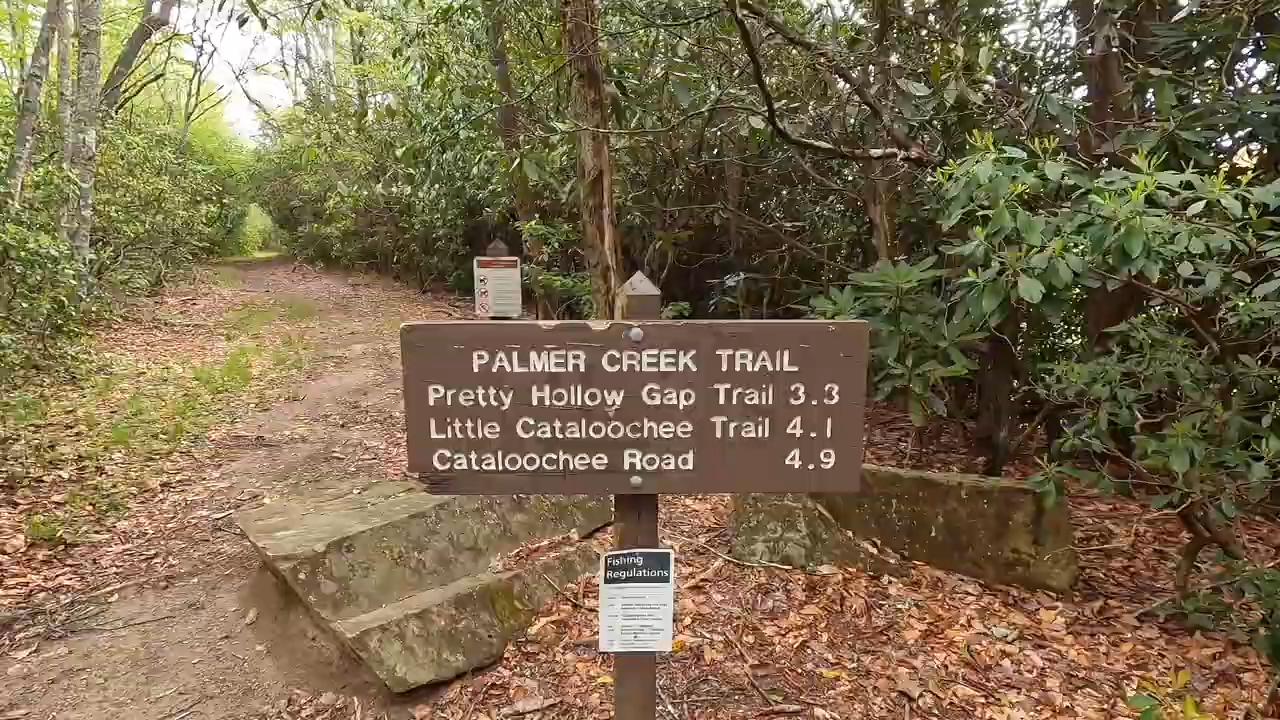 PALMER CREEK TRAIL
Pretty Hollow Gap Trail 3.3
Little Cataloochee Trail 4.1
Cataloochee Road 4.9
Fishing
Regulations